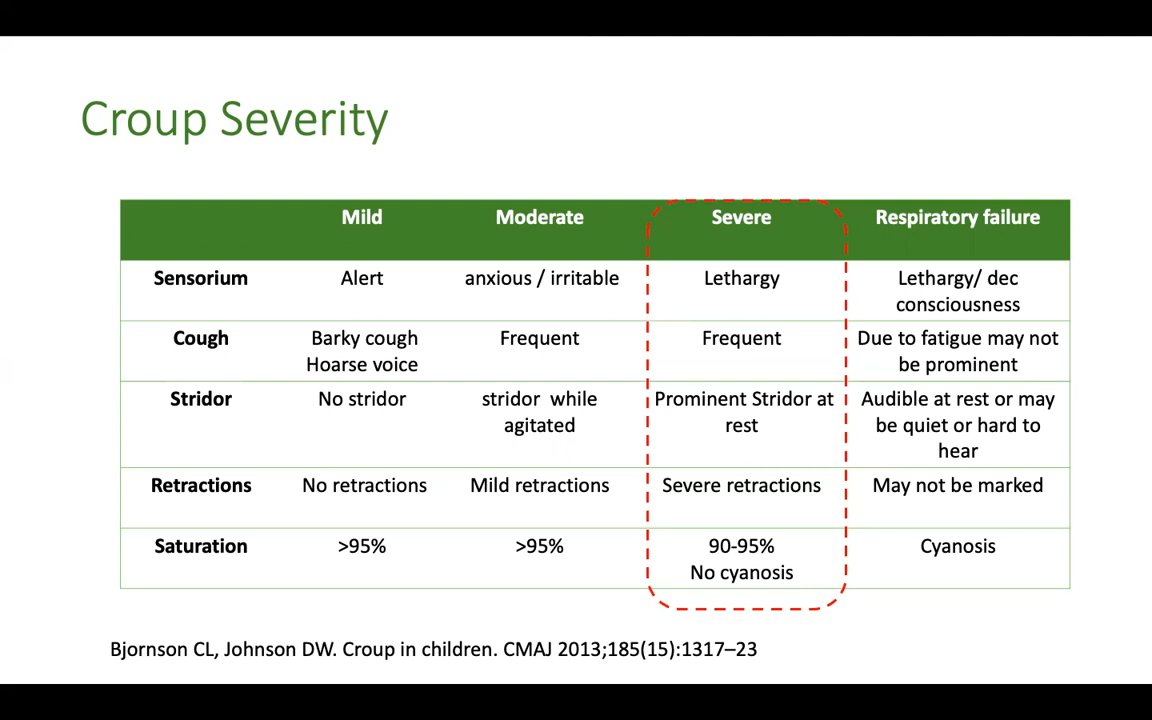 Croup Severity
Mild Moderate Severe Respiratory failure
Sensorium Alert anxious / irritable Lethargy Lethargy/ dec
consciousness
Cough Barky cough Frequent Frequent Due to fatigue may not
Hoarse voice be prominent
Stridor No stridor stridor while Prominent Stridor at Audible at rest or may
agitated rest be quiet or hard to
hear
Retractions No retractions Mild retractions Severe retractions May not be marked
Saturation >95% >95% 90-95% Cyanosis
No cyanosis
Bjornson CL, Johnson DW. Croup in children. CMAJ 2013;185(15):1317–23